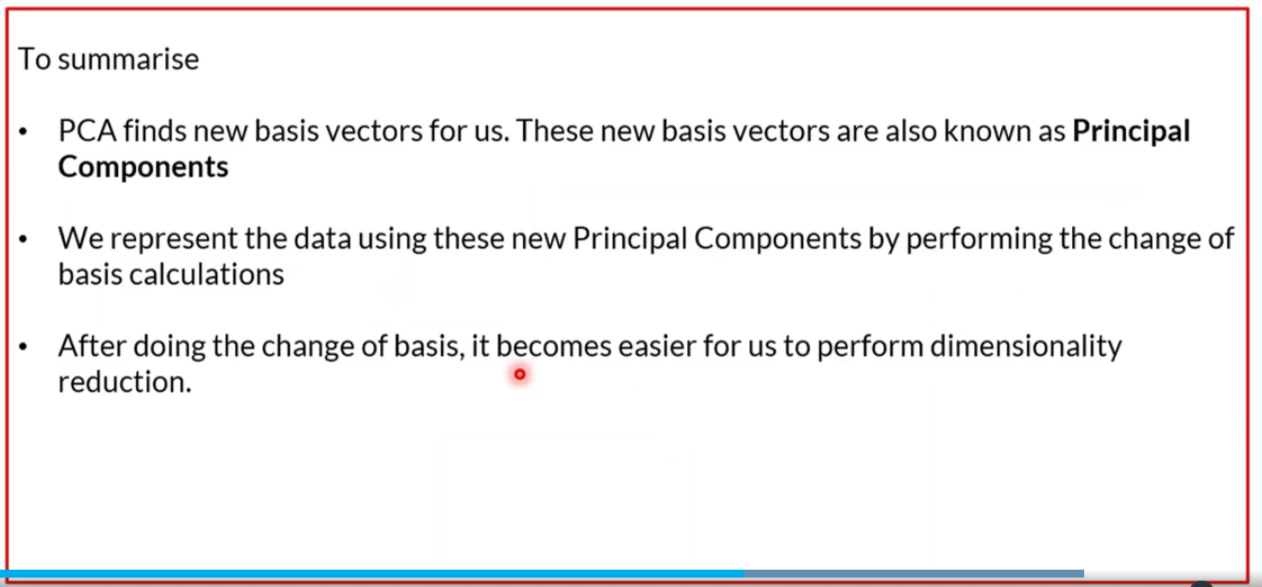 To summarise
• PCA finds new basis vectors for us. These new basis vectors are also known as Principal
Components
• We represent the data using these new Principal Components by performing the change of
basis calculations
• After doing the change of basis, it becomes easier for us to perform dimensionality
reduction.